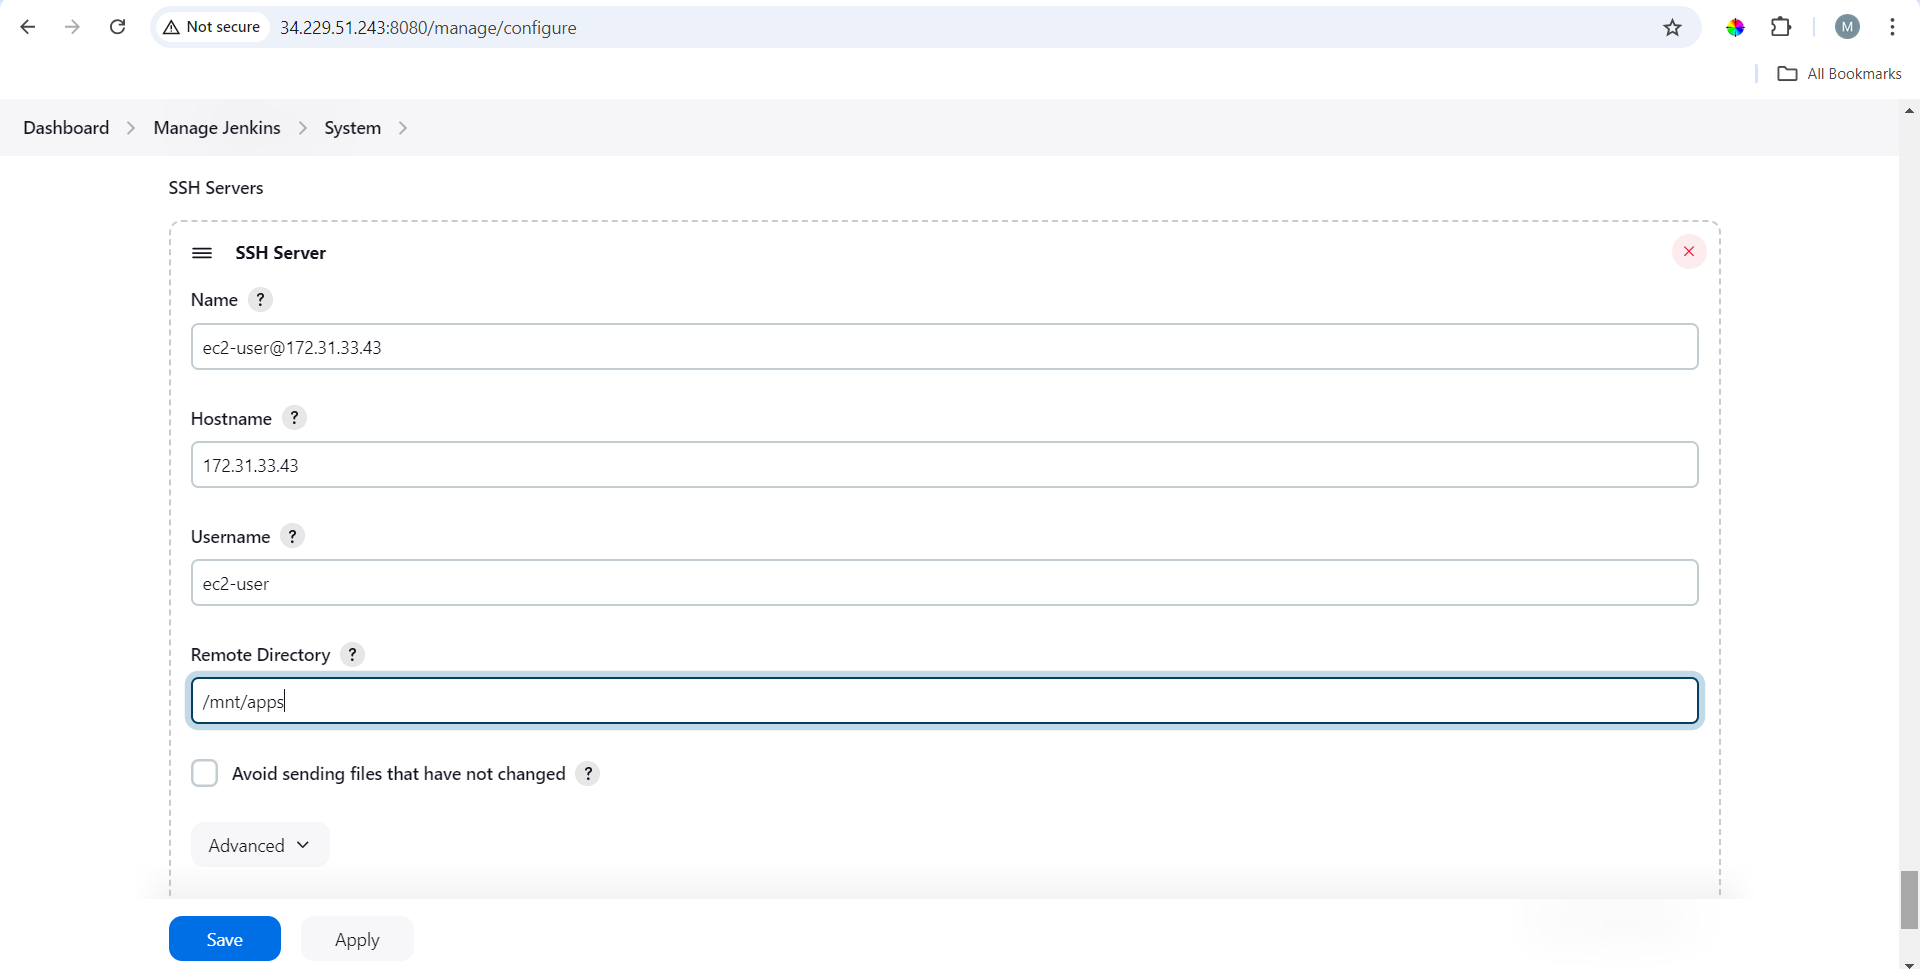 Not secure 34.229.51.243:8080/manage/configure M
All Bookmarks
Dashboard Manage Jenkins System
SSH Servers
SSH Server
Name ?
ec2-user@172.31.33.43
Hostname ?
172.31.33.43
Username ?
ec2-user
Remote Directory ?
/mnt/apps
Avoid sending files that have not changed ?
Advanced
Save Apply